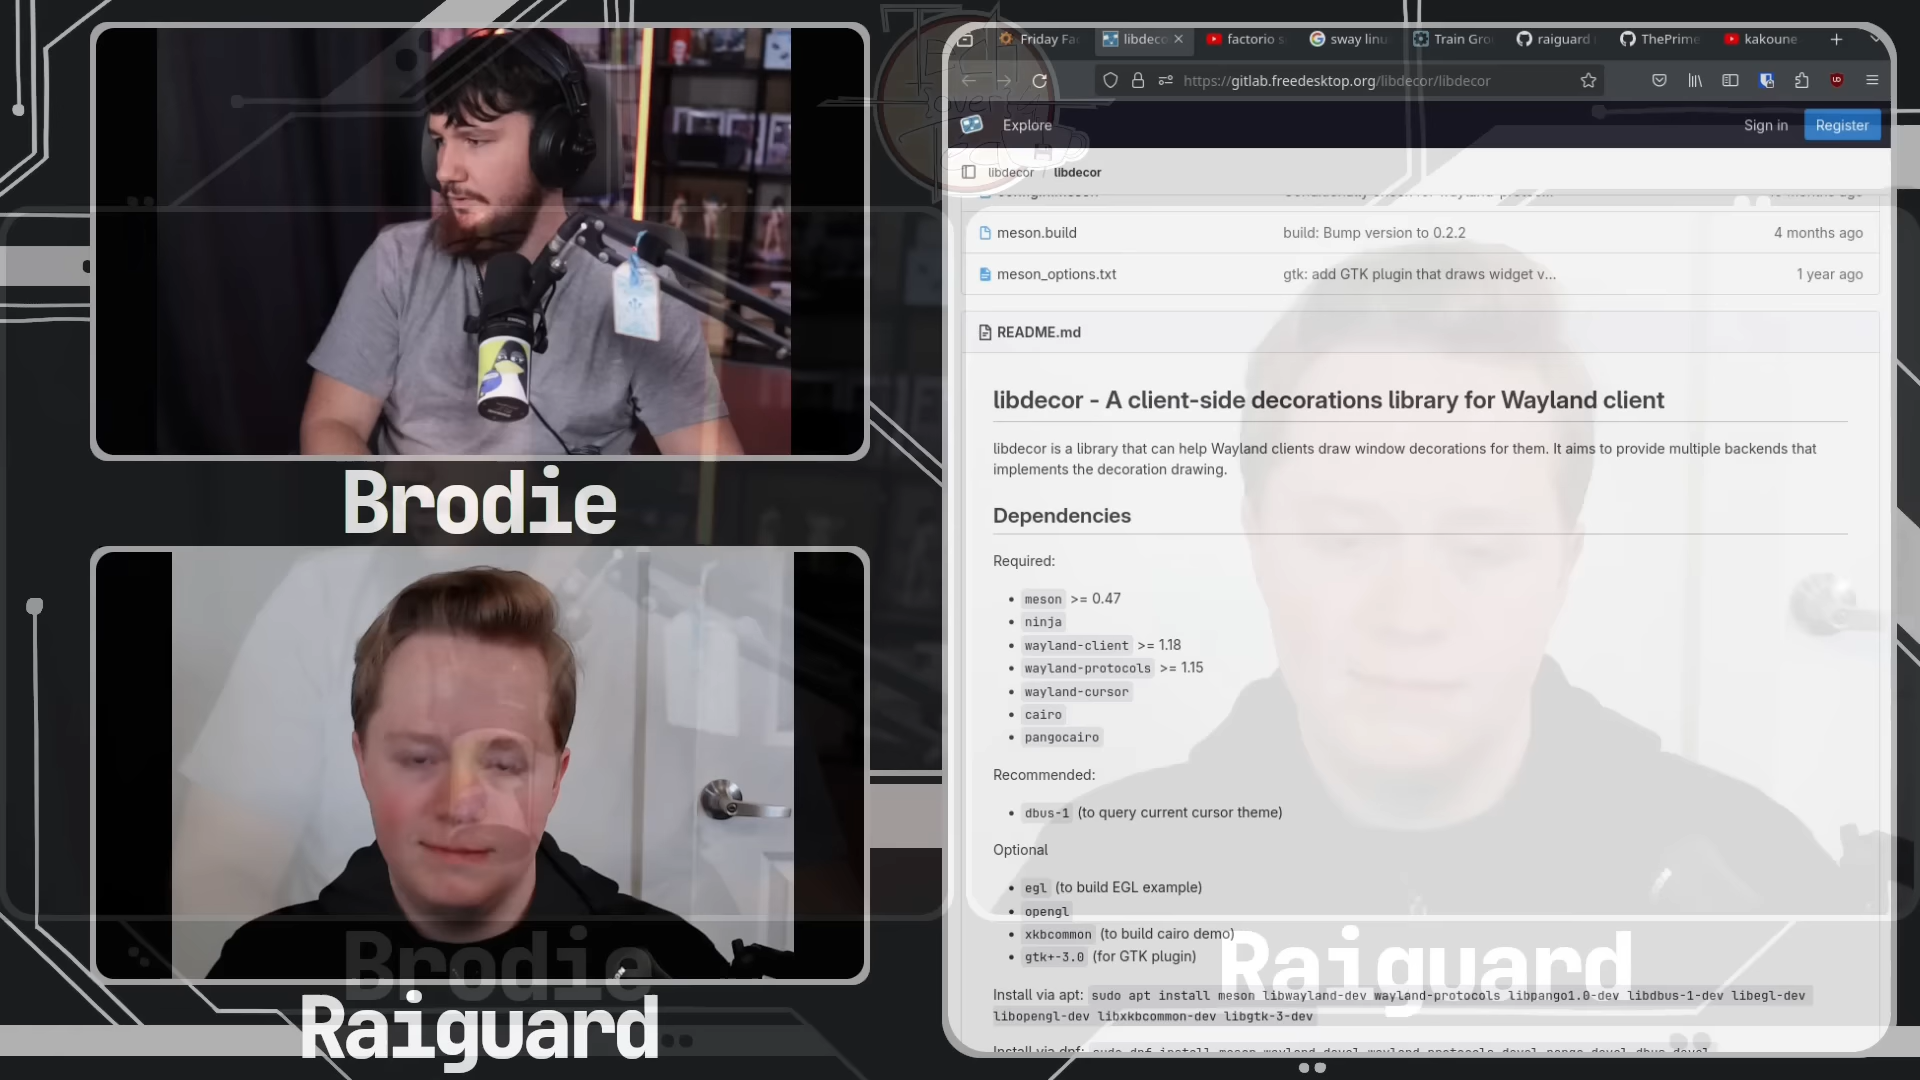 Brodie
Brodie
Raiguard
Friday Fa
libdeco
factorio s
sway linu
Train Gro
raiguard
ThePrime
kakoune
https://gitlab.freedesktop.org/libdecor/libdecor
Explore
Sign in
Register
libdecor / libdecor
meson.build build: Bump version to 0.2.2 4 months ago
meson_options.txt gtk: add GTK plugin that draws widget v... 1 year ago
README.md
libdecor - A client-side decorations library for Wayland client
libdecor is a library that can help Wayland clients draw window decorations for them. It aims to provide multiple backends that
implements the decoration drawing.
Dependencies
Required:
• meson >= 0.47
• ninja
• wayland-client >= 1.18
• wayland-protocols >= 1.15
• wayland-cursor
• cairo
• pangocairo
Recommended:
• dbus-1 (to query current cursor theme)
Optional
• egl (to build EGL example)
• opengl
• xkbcommon (to build cairo demo)
• gtk+-3.0 (for GTK plugin)
Raiguard
Install via apt: sudo apt install meson libwayland-dev wayland-protocols libpango1.0-dev libdbus-1-dev libegl-dev
libopengl-dev libxkbcommon-dev libgtk-3-dev